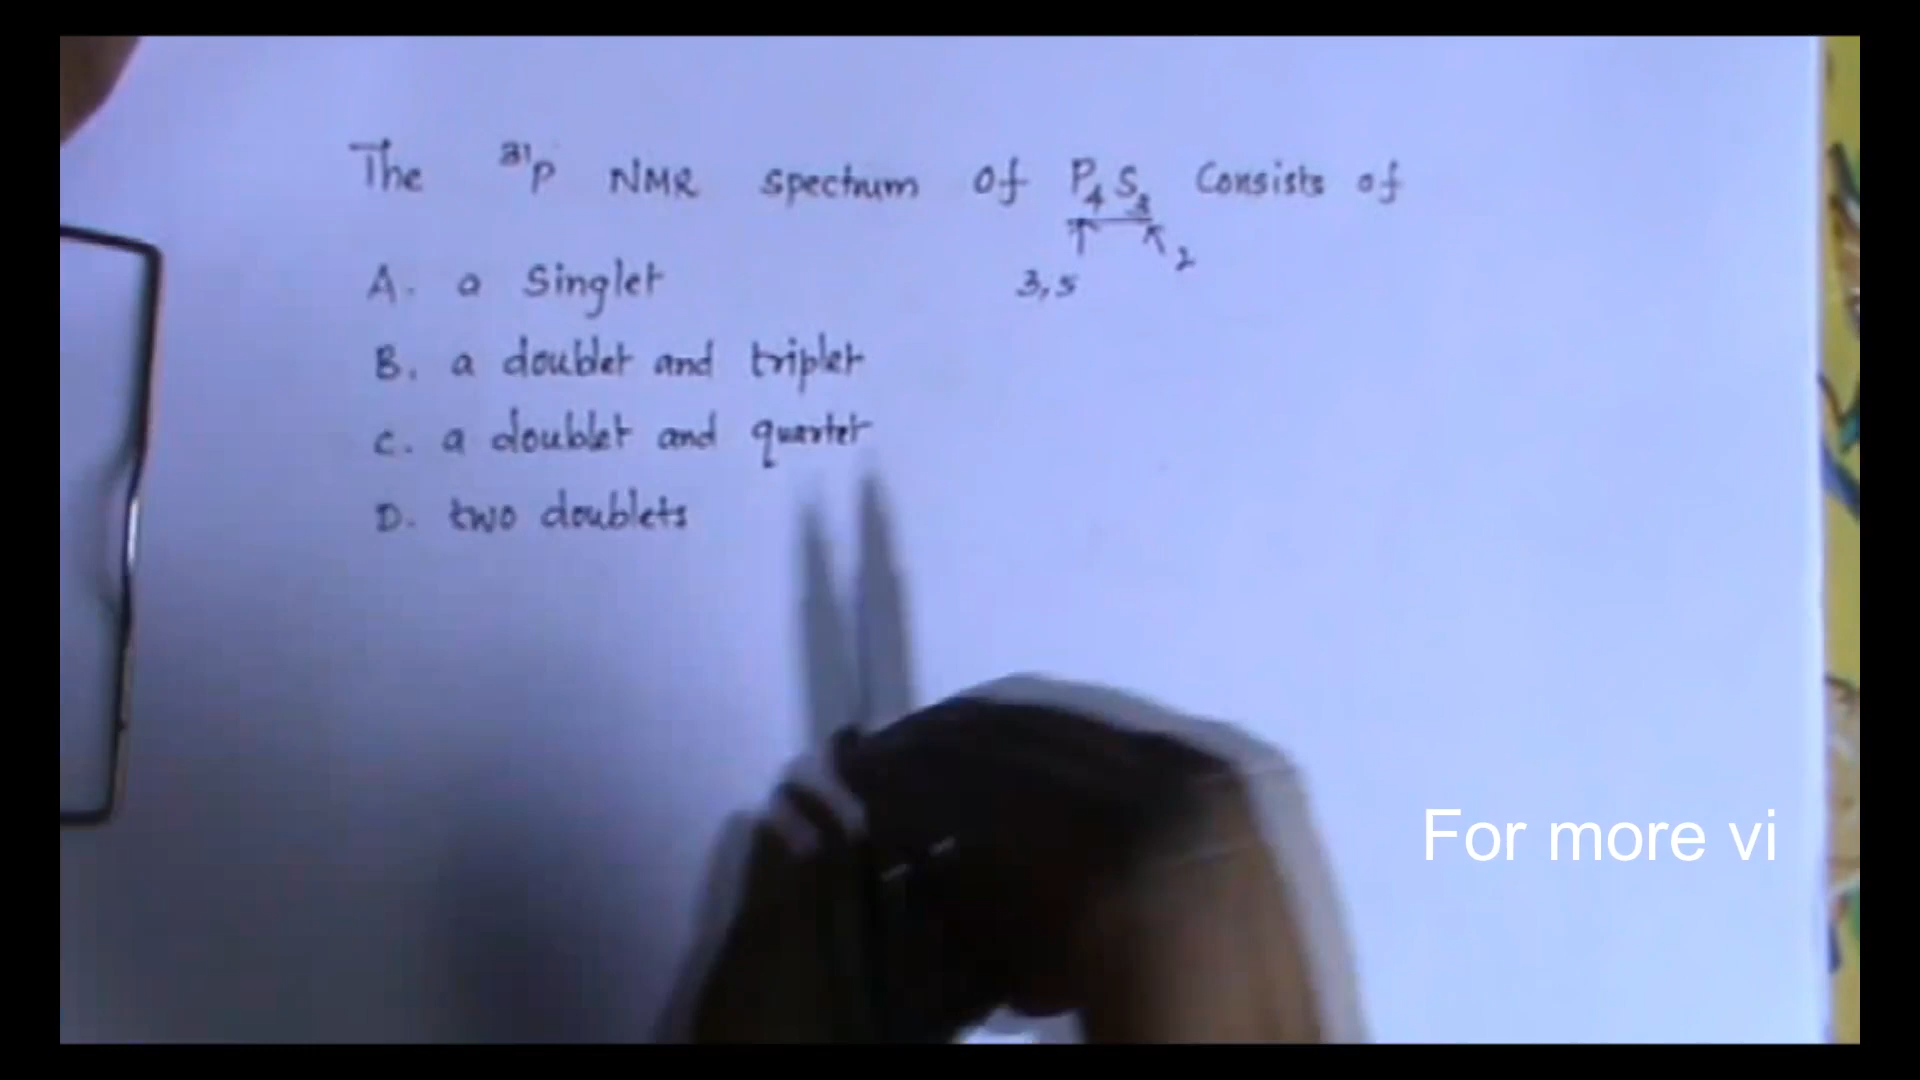 The ³¹P NMR spectrum of P₄S₃ Consists of
2
3,5
A. a Singlet
B. a doublet and triplet
C. a doublet and quartet
D. two doublets
For more vi